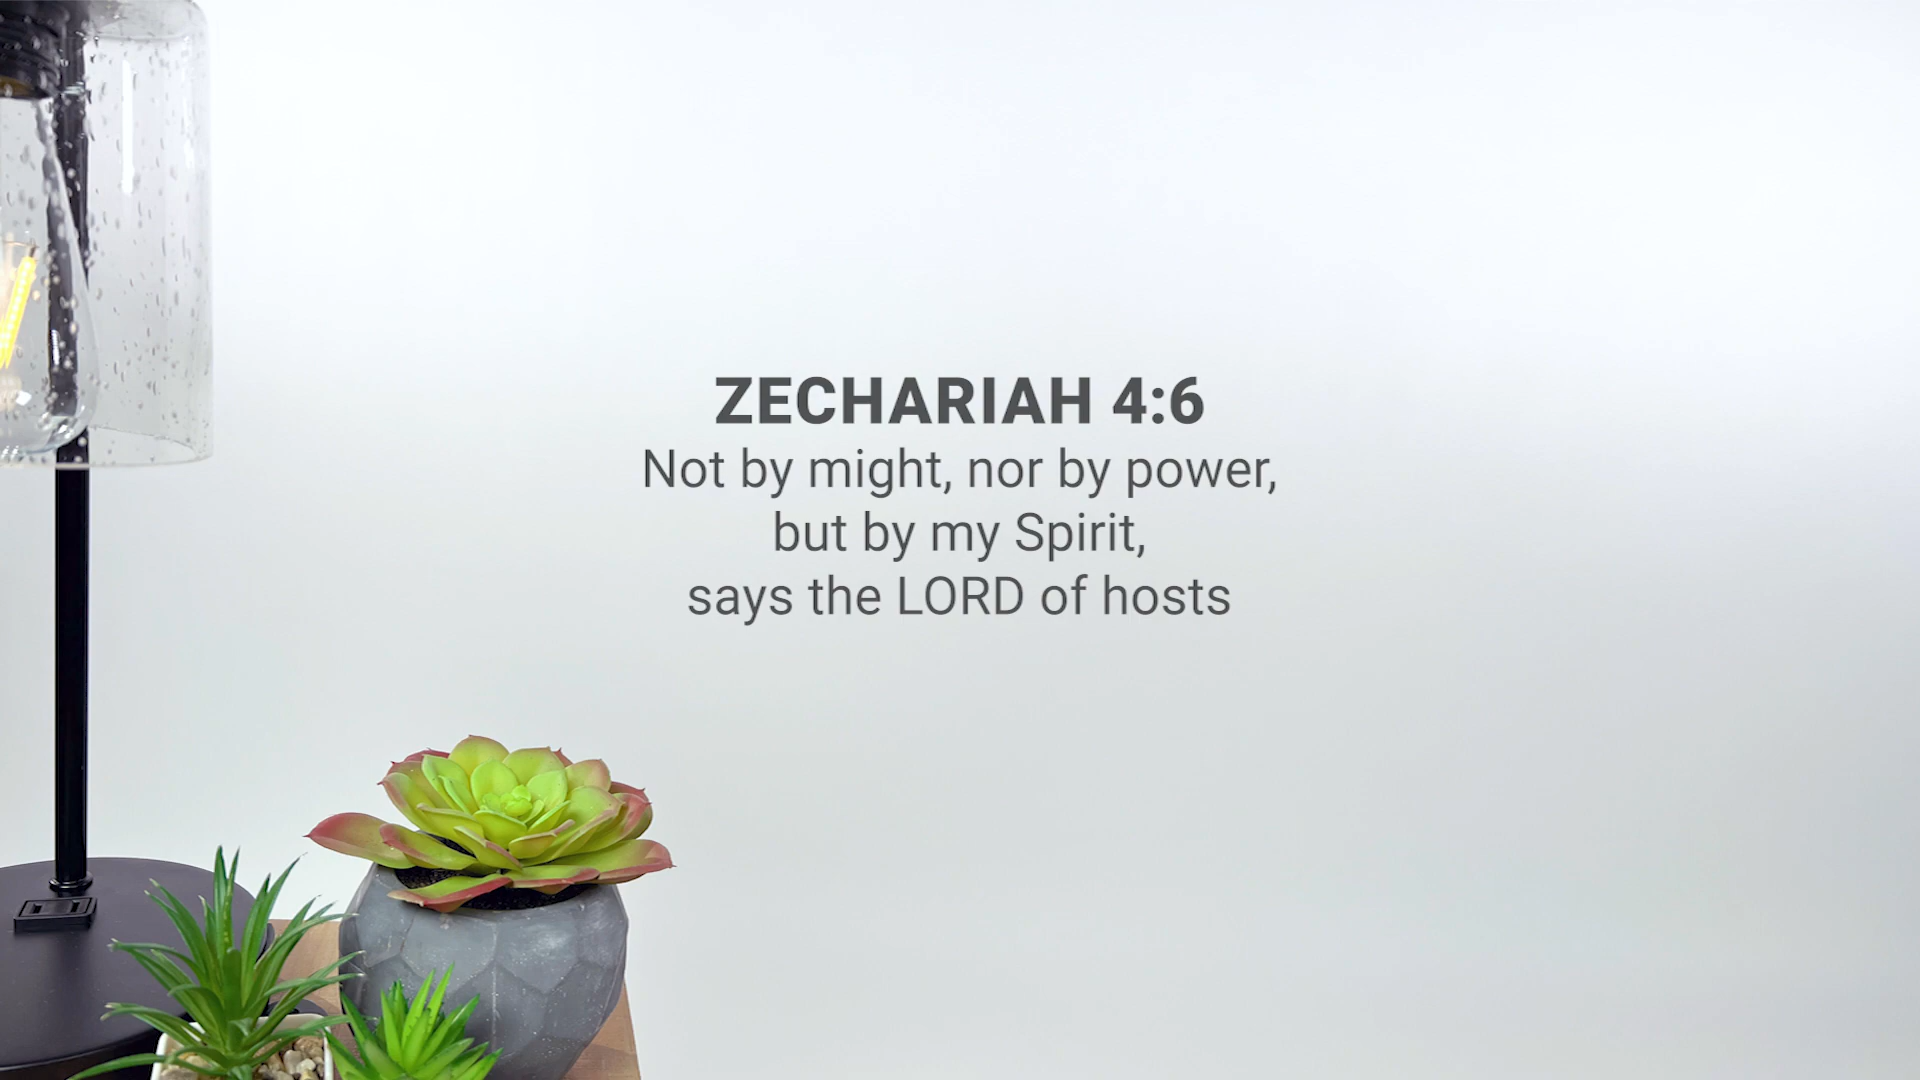 ZECHARIAH 4:6
Not by might, nor by power,
but by my Spirit,
says the LORD of hosts